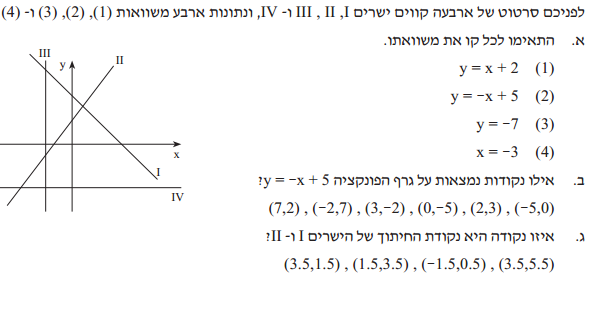 לפניכם סרטוט של ארבעה קווים ישרים I, II, III ו- IV, ונתונות ארבע משוואות (1), (2), (3) ו- (4)
א. התאימו לכל קו את משוואתו.
(1) y = x + 2
(2) y = −x + 5
(3) y = −7
(4) x = −3
ב. אילו נקודות נמצאות על גרף הפונקציה y = −x + 5?
(7,2) , (−2,7) , (3,−2) , (0,−5) , (2,3) , (−5,0)
ג. איזו נקודה היא נקודת החיתוך של הישרים I ו- II?
(3.5,1.5) , (1.5,3.5) , (−1.5,0.5) , (3.5,5.5)
III
y
II
x
I
IV